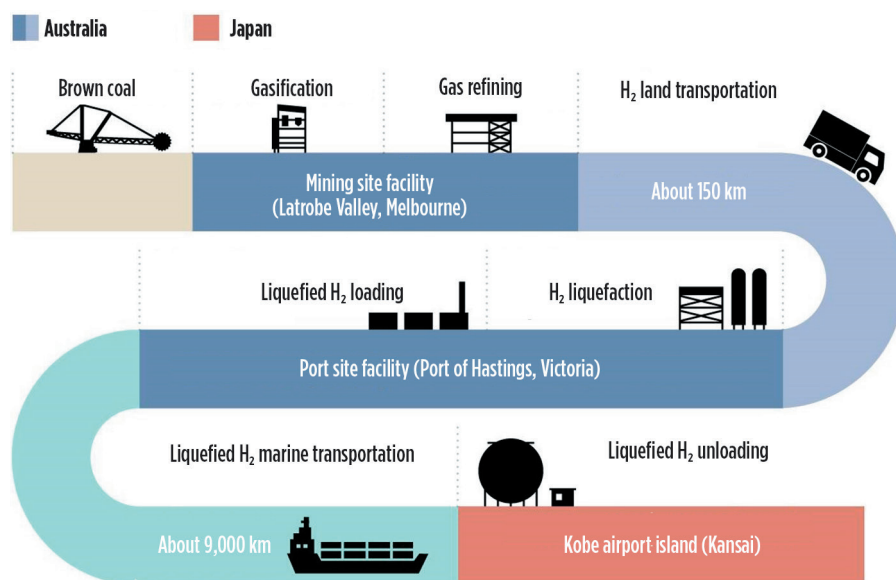 Australia
Japan
Brown coal
Gasification
Gas refining
H₂ land transportation
Mining site facility
(Latrobe Valley, Melbourne)
About 150 km
Liquefied H₂ loading
H₂ liquefaction
Port site facility (Port of Hastings, Victoria)
Liquefied H₂ marine transportation
Liquefied H₂ unloading
About 9,000 km
Kobe airport island (Kansai)